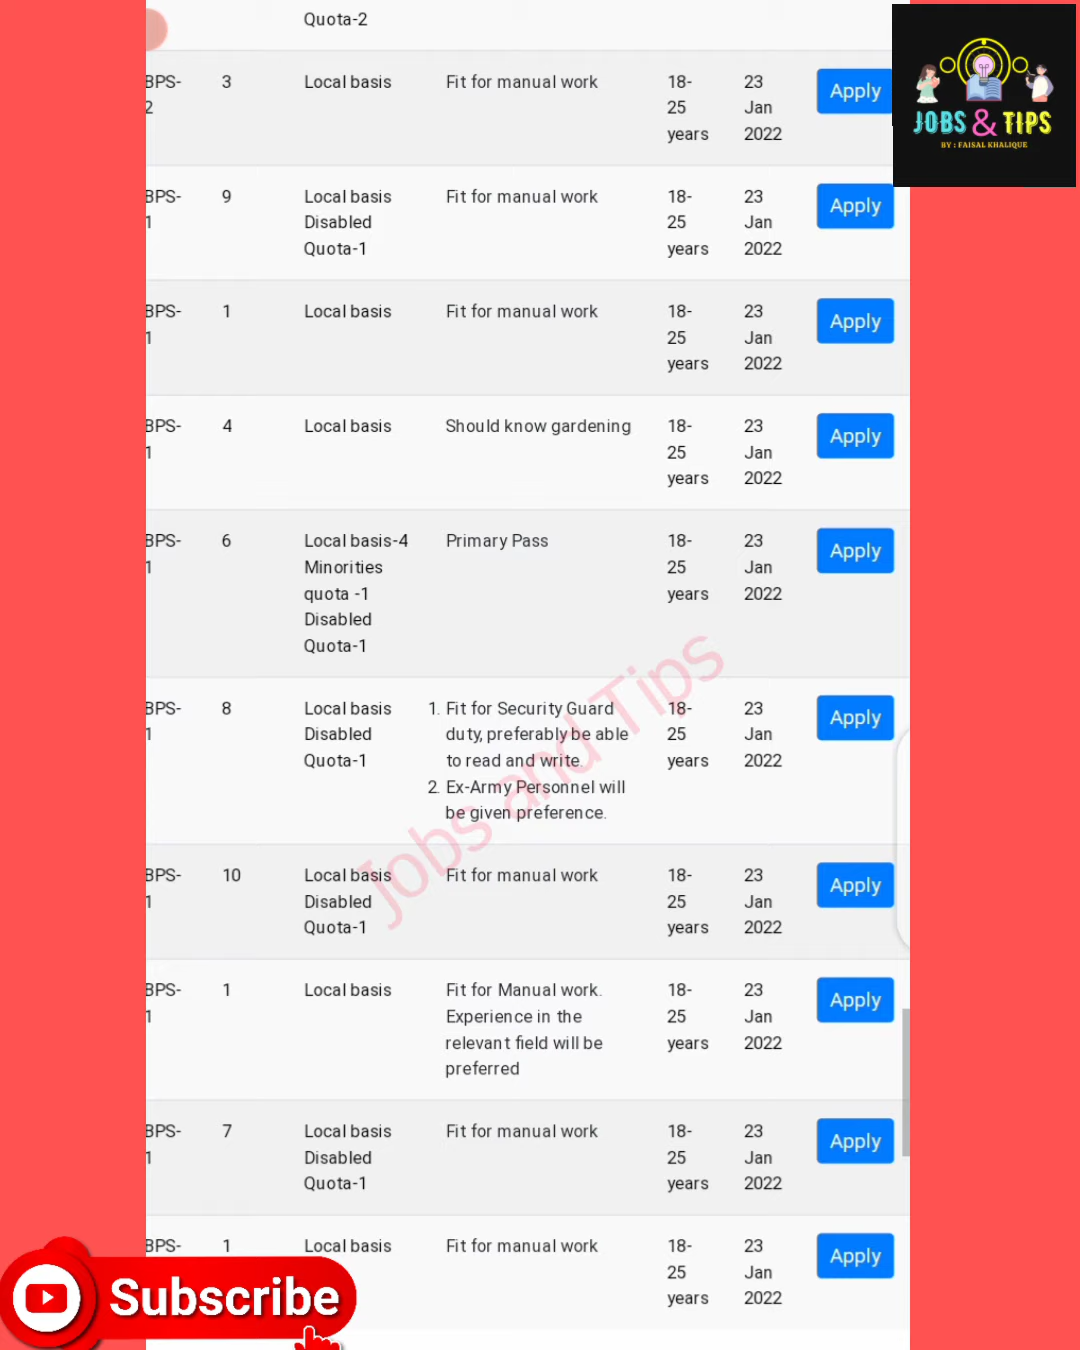 Quota-2
BPS- 3 Local basis Fit for manual work 18- 23 Apply
2 25 Jan
years 2022
BPS- 9 Local basis Fit for manual work 18- 23 Apply
1 Disabled 25 Jan
Quota-1 years 2022
BPS- 1 Local basis Fit for manual work 18- 23 Apply
1 25 Jan
years 2022
BPS- 4 Local basis Should know gardening 18- 23 Apply
1 25 Jan
years 2022
BPS- 6 Local basis-4 Primary Pass 18- 23 Apply
1 Minorities 25 Jan
quota -1 years 2022
Disabled
Quota-1
BPS- 8 Local basis 1. Fit for Security Guard 18- 23 Apply
1 Disabled duty, preferably be able 25 Jan
Quota-1 to read and write. years 2022
2. Ex-Army Personnel will
be given preference.
BPS- 10 Local basis Fit for manual work 18- 23 Apply
1 Disabled 25 Jan
Quota-1 years 2022
BPS- 1 Local basis Fit for Manual work. 18- 23 Apply
1 Experience in the 25 Jan
relevant field will be years 2022
preferred
BPS- 7 Local basis Fit for manual work 18- 23 Apply
1 Disabled 25 Jan
Quota-1 years 2022
BPS- 1 Local basis Fit for manual work 18- 23 Apply
25 Jan
years 2022
JOBS & TIPS
BY : FAISAL KHALIQUE
Jobs and Tips
Subscribe